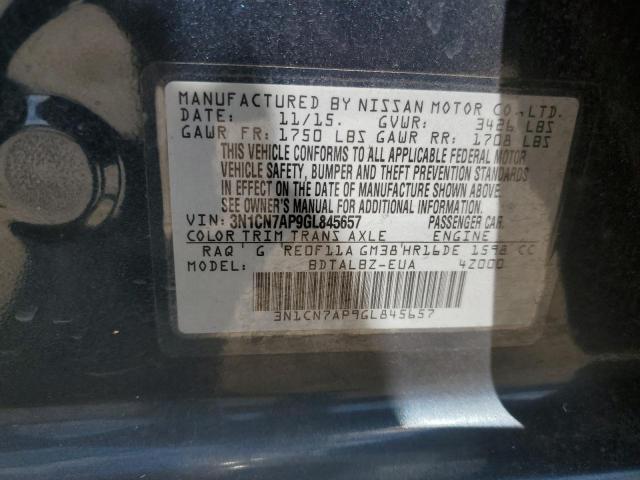 MANUFACTURED BY NISSAN MOTOR CO., LTD.
DATE: 11/15. GVWR: 3426 LBS
GAWR FR: 1750 LBS GAWR RR: 1708 LBS
THIS VEHICLE CONFORMS TO ALL APPLICABLE FEDERAL MOTOR
VEHICLE SAFETY, BUMPER AND THEFT PREVENTION STANDARDS
IN EFFECT ON THE DATE OF MANUFACTURE SHOWN ABOVE.
SEE OWNER'S MANUAL FOR ADDITIONAL INFORMATION.
VIN: 3N1CN7AP9GL845657 PASSENGER CAR.
COLOR TRIM TRANS AXLE ENGINE
RAQ' G 'RE0F11A GM38'HR16DE 1598 CC
MODEL: BDTALBZ-EUA 4Z000
3N1CN7AP9GL845657